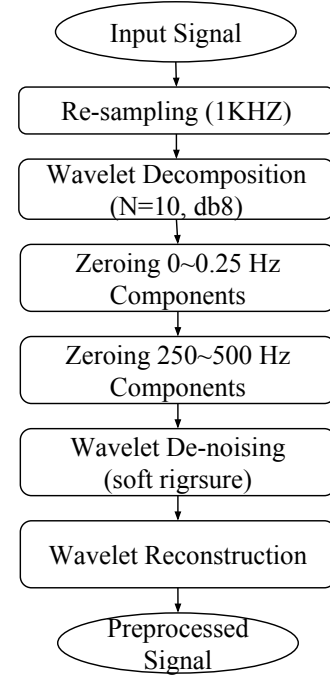 Input Signal
Re-sampling (1KHZ)
Wavelet Decomposition
(N=10, db8)
Zeroing 0~0.25 Hz
Components
Zeroing 250~500 Hz
Components
Wavelet De-noising
(soft rigrsure)
Wavelet Reconstruction
Preprocessed
Signal